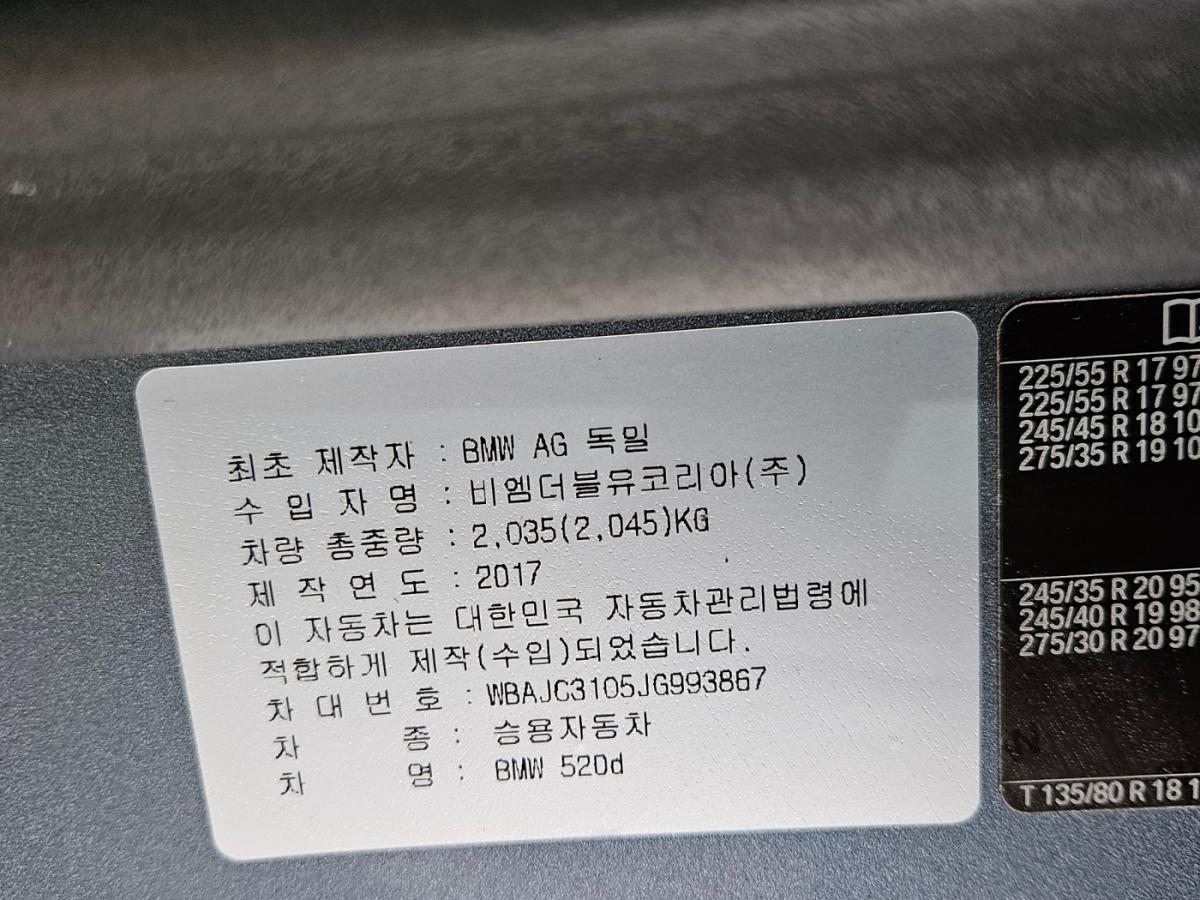 최초 제작자 : BMW AG 독일
수 입 자 명 : 비엠더블유코리아(주)
차량 총중량 : 2,035(2,045)KG
제 작 연 도 : 2017
이 자동차는 대한민국 자동차관리법령에
적합하게 제작(수입)되었습니다.
차 대 번 호 : WBAJC3105JG993867
차 종 : 승용자동차
차 명 : BMW 520d
225/55 R 17 97
225/55 R 17 97
245/45 R 18 10
275/35 R 19 10
245/35 R 20 95
245/40 R 19 98
275/30 R 20 97
T 135/80 R 18 1